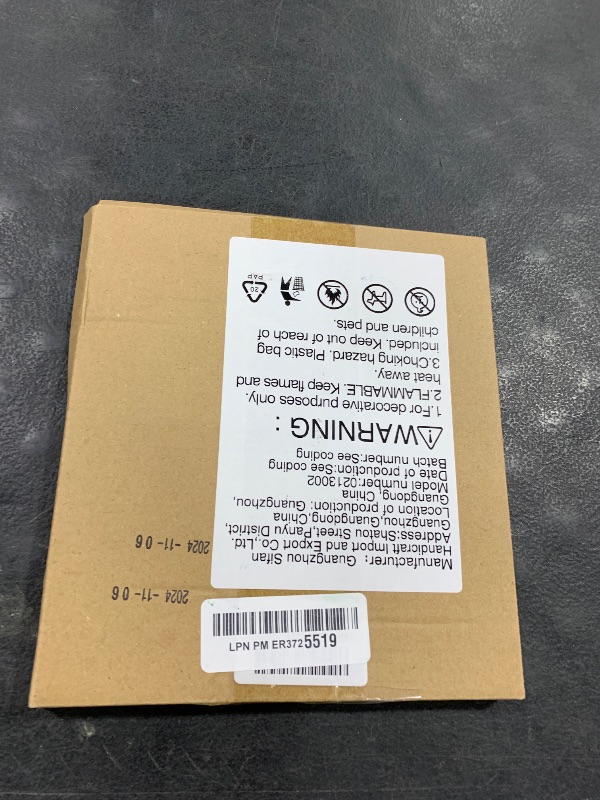 Manufacturer: Guangzhou Sifan
Handicraft Import and Export Co.,Ltd.
Address:Shatou Street,Panyu District,
Guangzhou,Guangdong,China
Location of production: Guangzhou,
Guangdong, China
Model number:0213002
Date of production:See coding
Batch number:See coding
WARNING:
1.For decorative purposes only.
2.FLAMMABLE. Keep flames and
heat away.
3.Choking hazard. Plastic bag
included. Keep out of reach of
children and pets.
20
PAP
2024-11-06
2024-11-06
LPN PM ER3725519